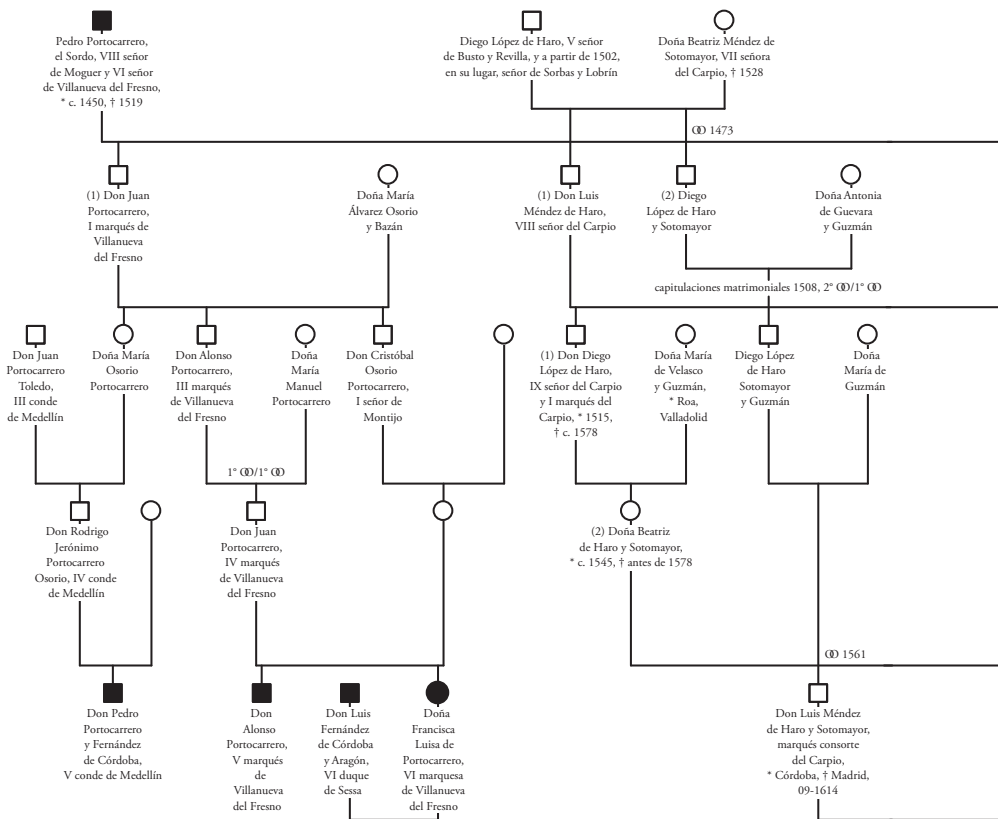 Pedro Portocarrero,
el Sordo, VIII señor
de Moguer y VI señor
de Villanueva del Fresno,
* c. 1450, † 1519
Diego López de Haro, V señor
de Busto y Revilla, y a partir de 1502,
en su lugar, señor de Sorbas y Lobrín
Doña Beatriz Méndez de
Sotomayor, VII señora
del Carpio, † 1528
1473
(1) Don Juan
Portocarrero,
I marqués de
Villanueva
del Fresno
Doña María
Álvarez Osorio
y Bazán
(1) Don Luis
Méndez de Haro,
VIII señor del Carpio
(2) Diego
López de Haro
y Sotomayor
Doña Antonia
de Guevara
y Guzmán
capitulaciones matrimoniales 1508, 2° Ꝏ/1° Ꝏ
Don Juan
Portocarrero
Toledo,
III conde
de Medellín
Doña María
Osorio
Portocarrero
Don Alonso
Portocarrero,
III marqués
de Villanueva
del Fresno
Doña
María
Manuel
Portocarrero
Don Cristóbal
Osorio
Portocarrero,
I señor de
Montijo
(1) Don Diego
López de Haro,
IX señor del Carpio
y I marqués del
Carpio, * 1515,
† c. 1578
Doña María
de Velasco
y Guzmán,
* Roa,
Valladolid
Diego López
de Haro
Sotomayor
y Guzmán
Doña
María de
Guzmán
1° Ꝏ/1° Ꝏ
Don Rodrigo
Jerónimo
Portocarrero
Osorio, IV conde
de Medellín
Don Juan
Portocarrero,
IV marqués
de Villanueva
del Fresno
(2) Doña Beatriz
de Haro y Sotomayor,
* c. 1545, † antes de 1578
Ꝏ 1561
Don Pedro
Portocarrero
y Fernández
de Córdoba,
V conde de Medellín
Don
Alonso
Portocarrero,
V marqués
de
Villanueva
del Fresno
Don Luis
Fernández
de Córdoba
y Aragón,
VI duque
de Sessa
Doña
Francisca
Luisa de
Portocarrero,
VI marquesa
de Villanueva
del Fresno
Don Luis Méndez
de Haro y Sotomayor,
marqués consorte
del Carpio,
* Córdoba, † Madrid,
09-1614